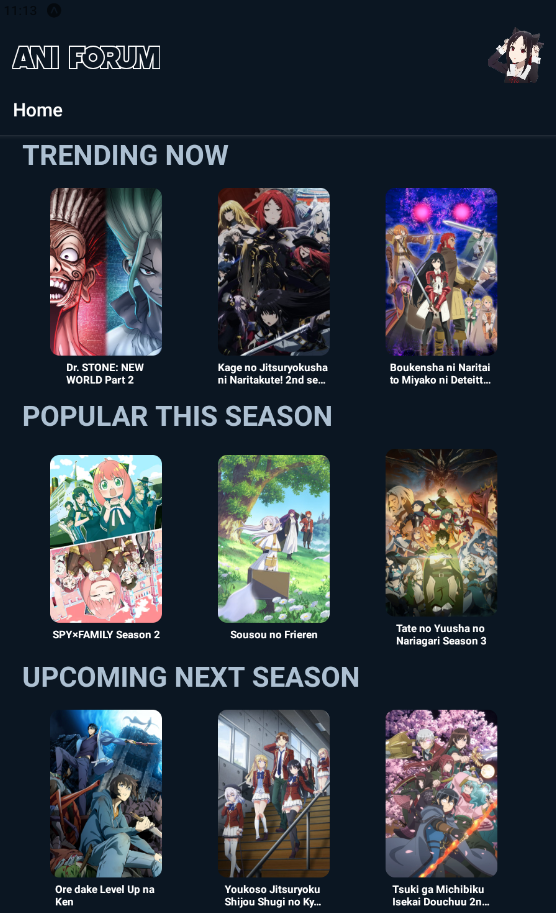 11:13
ANI FORUM
Home
TRENDING NOW
Dr. STONE: NEW
WORLD Part 2
Kage no Jitsuryokusha
ni Naritakute! 2nd se...
Boukensha ni Naritai
to Miyako ni Deteitt...
POPULAR THIS SEASON
SPY×FAMILY Season 2
Sousou no Frieren
Tate no Yuusha no
Nariagari Season 3
UPCOMING NEXT SEASON
Ore dake Level Up na
Ken
Youkoso Jitsuryoku
Shijou Shugi no Ky...
Tsuki ga Michibiku
Isekai Douchuu 2n...